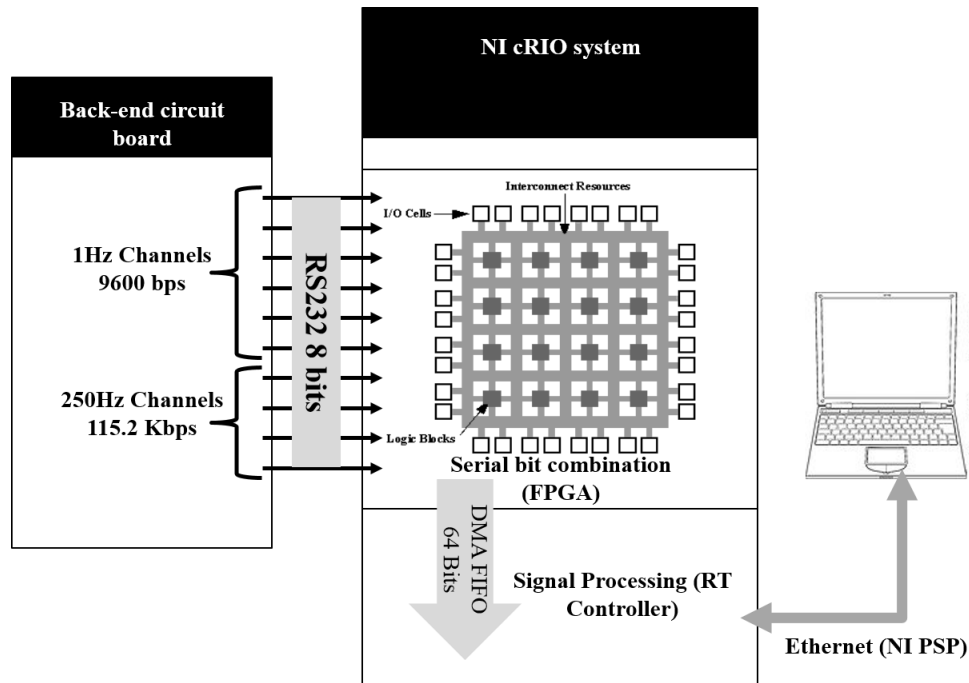 NI cRIO system
Back-end circuit
board
1Hz Channels
9600 bps
250Hz Channels
115.2 Kbps
RS232 8 bits
Interconnect Resources
I/O Cells
Logic Blocks
Serial bit combination
(FPGA)
DMA FIFO
64 Bits
Signal Processing (RT
Controller)
Ethernet (NI PSP)